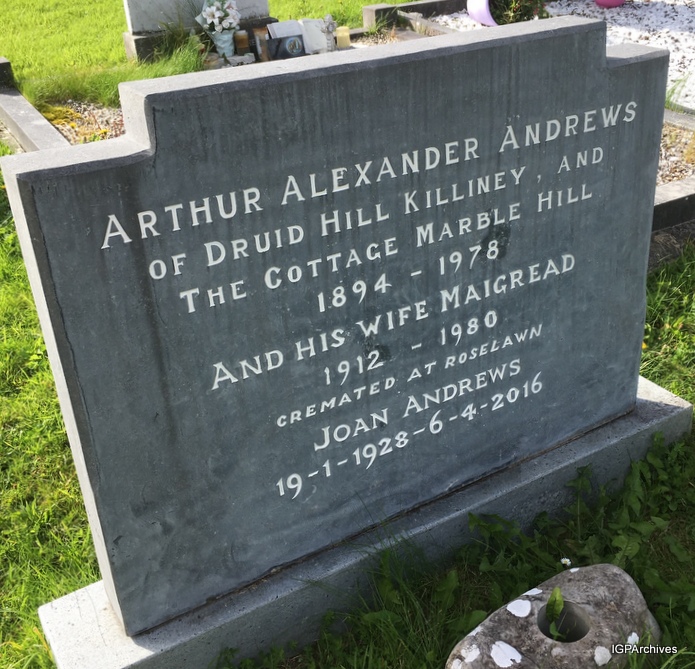 ARTHUR ALEXANDER ANDREWS
OF DRUID HILL KILLINEY, AND
THE COTTAGE MARBLE HILL
1894 - 1978
AND HIS WIFE MAIGREAD
1912 - 1980
CREMATED AT ROSELAWN
JOAN ANDREWS
19-1-1928-6-4-2016
IGPArchives